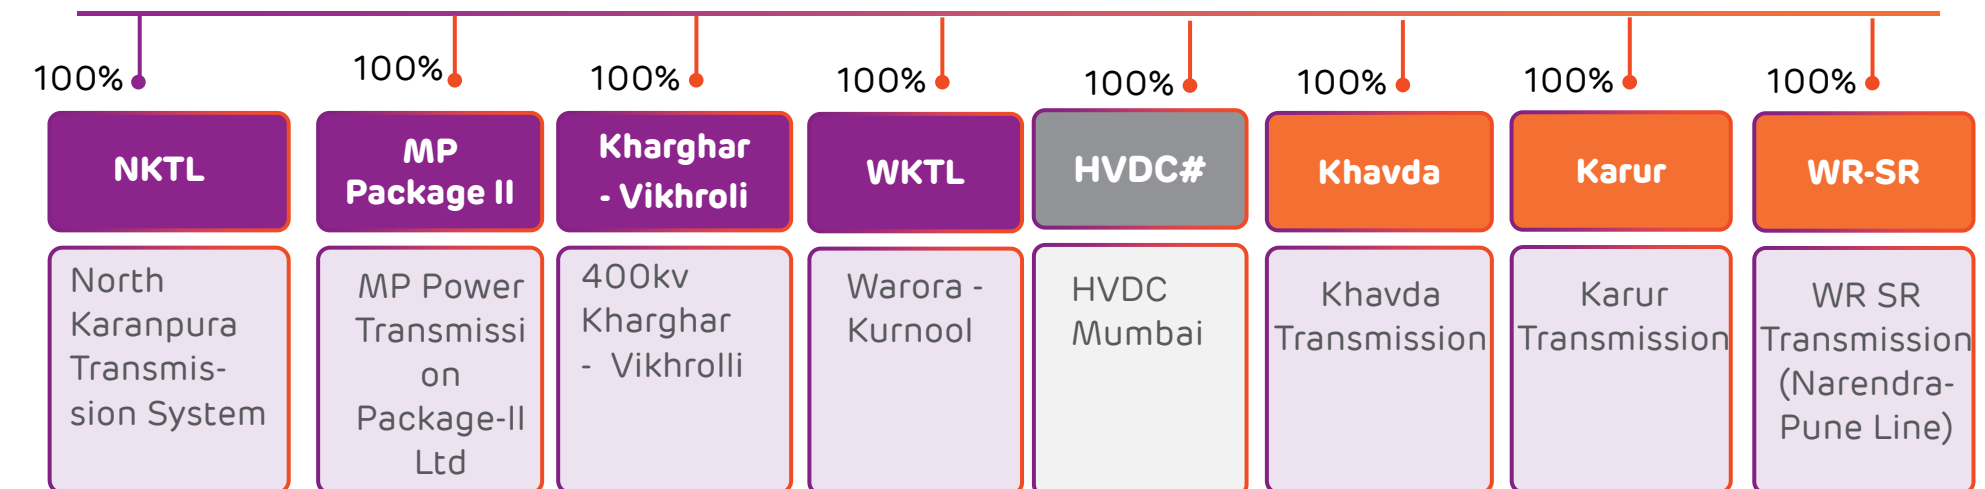 100%
100%
100%
100%
100%
100%
100%
100%
NKTL
MP
Package II
Kharghar
- Vikhroli
WKTL
HVDC#
Khavda
Karur
WR-SR
North
Karanpura
Transmis-
sion System
MP Power
Transmissi
on
Package-II
Ltd
400kv
Kharghar
- Vikhrolli
Warora -
Kurnool
HVDC
Mumbai
Khavda
Transmission
Karur
Transmission
WR SR
Transmission
(Narendra-
Pune Line)